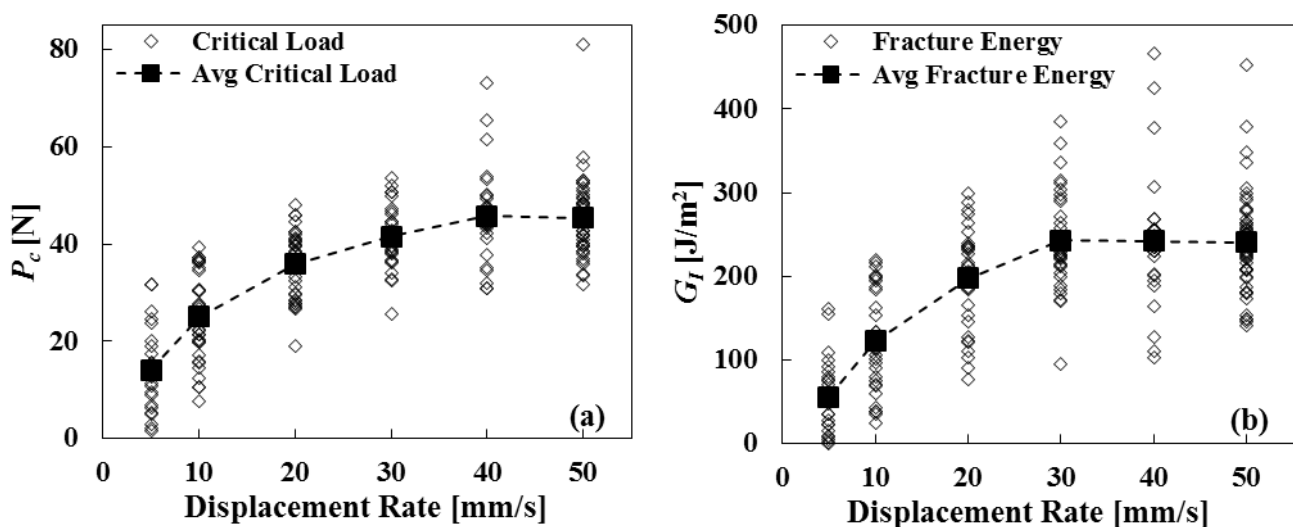 80
60
40
20
0
P_c [N]
Critical Load
Avg Critical Load
(a)
0 10 20 30 40 50
Displacement Rate [mm/s]
500
400
300
200
100
0
G_I [J/m²]
Fracture Energy
Avg Fracture Energy
(b)
0 10 20 30 40 50
Displacement Rate [mm/s]